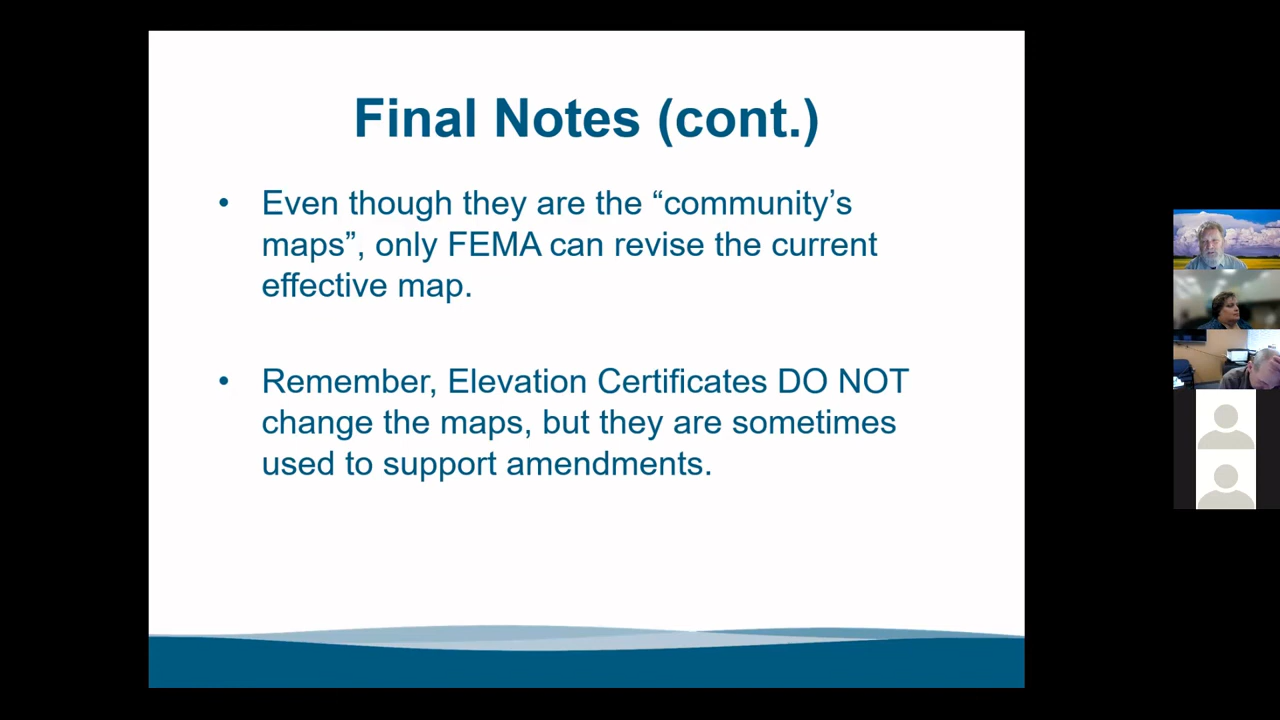 Final Notes (cont.)
• Even though they are the “community’s
maps”, only FEMA can revise the current
effective map.
• Remember, Elevation Certificates DO NOT
change the maps, but they are sometimes
used to support amendments.